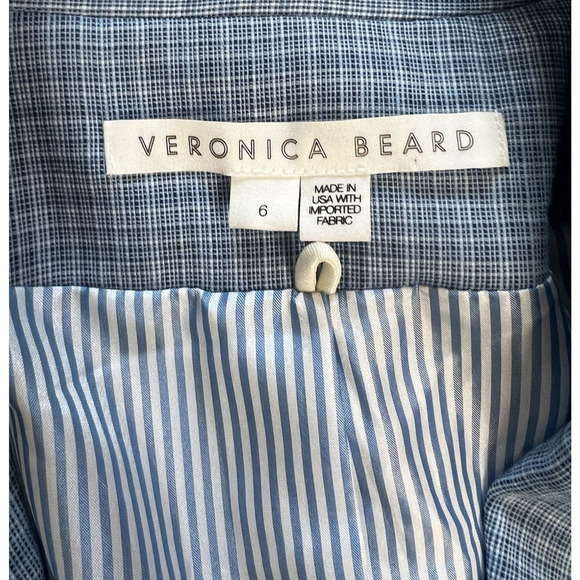 VERONICA BEARD
6
MADE IN
USA WITH
IMPORTED
FABRIC